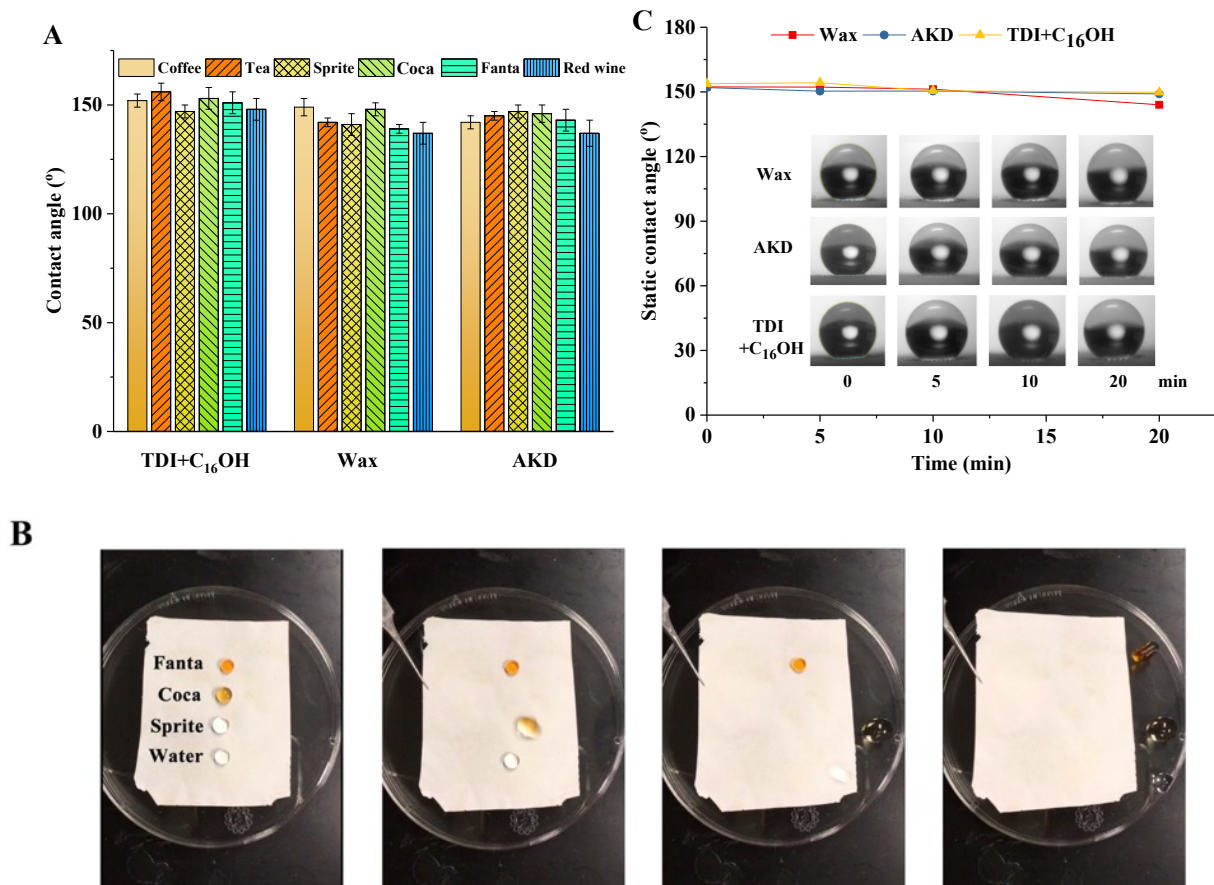 A
Coffee Tea Sprite Coca Fanta Red wine
Contact angle (º)
150
100
50
0
TDI+C₁₆OH Wax AKD
C
Wax AKD TDI+C₁₆OH
Static contact angle (º)
180
150
120
90
60
30
0
Wax
AKD
TDI
+C₁₆OH
0 5 10 20 min
0 5 10 15 20
Time (min)
B
Fanta
Coca
Sprite
Water